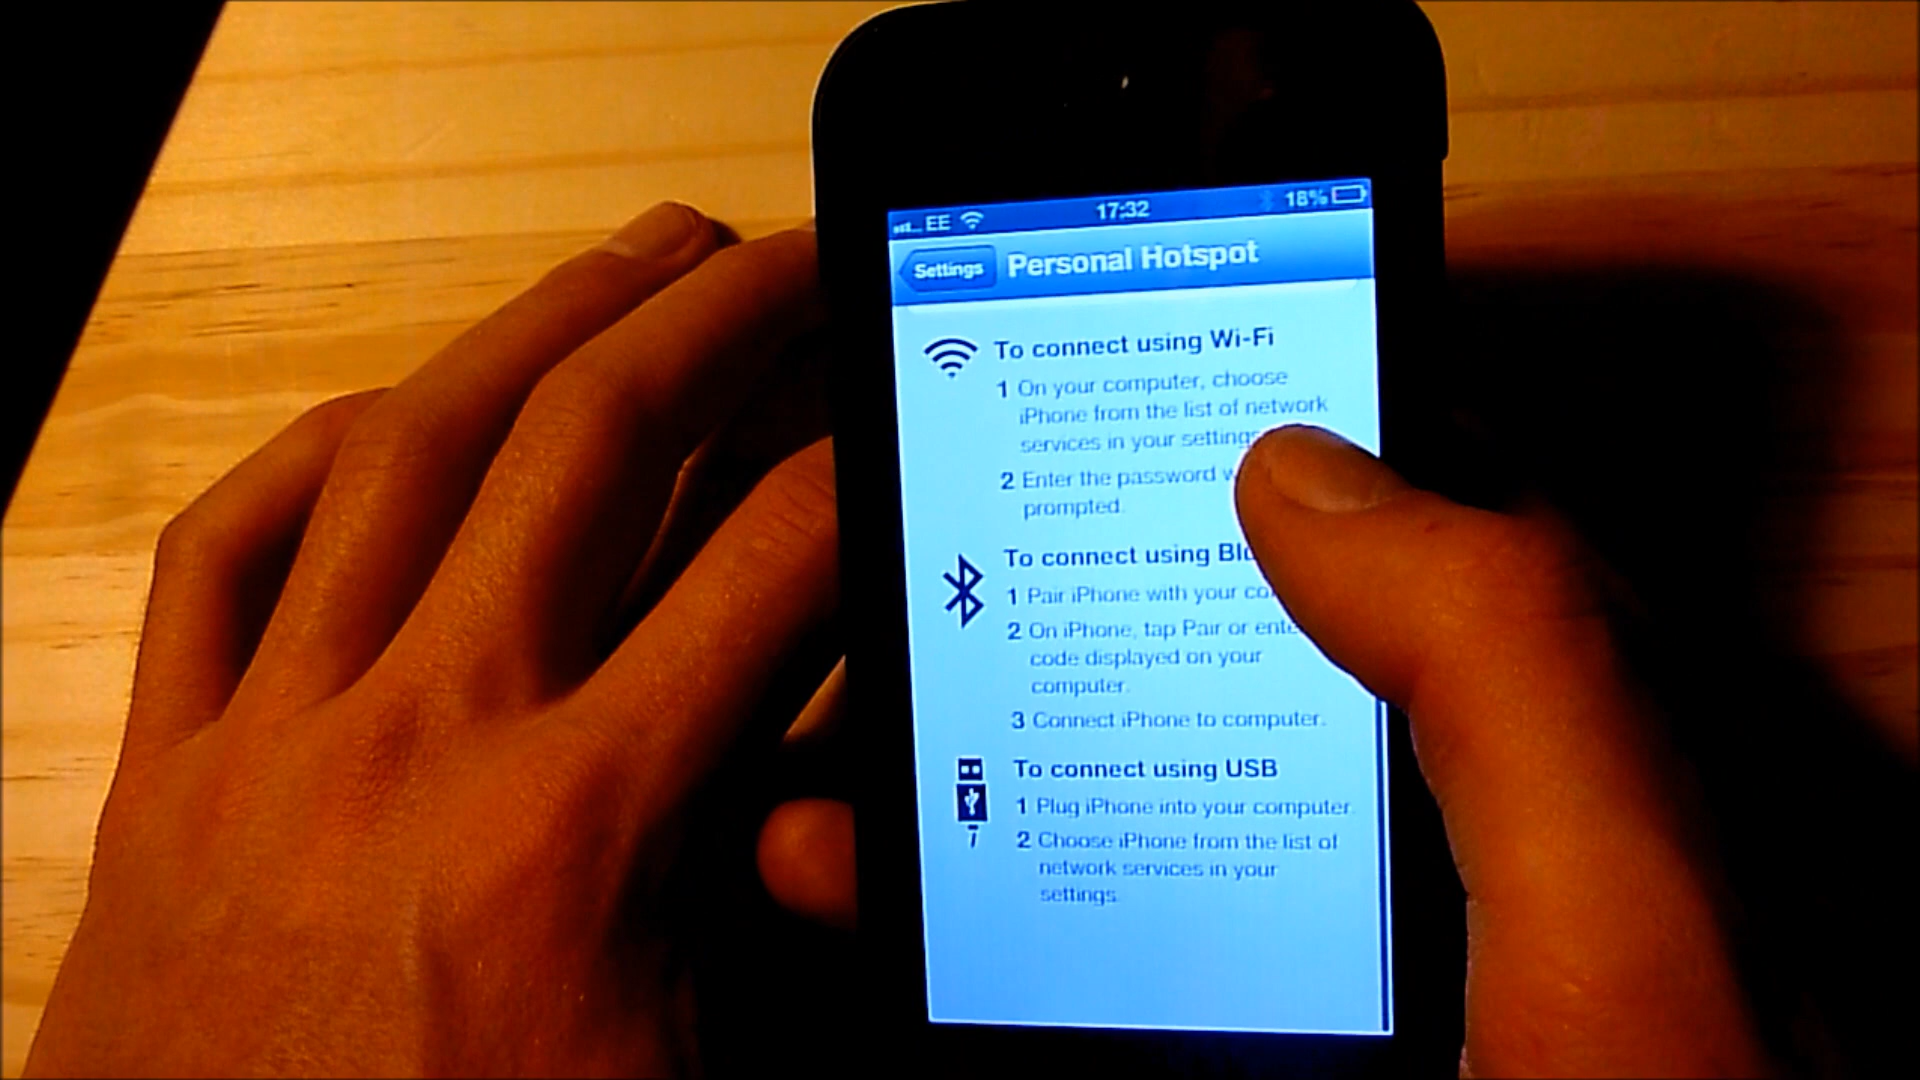 EE 17:32 18%
Settings Personal Hotspot
To connect using Wi-Fi
1 On your computer, choose
iPhone from the list of network
services in your settings
2 Enter the password
prompted.
To connect using
1 Pair iPhone with your
2 On iPhone, tap Pair or
code displayed on your
computer.
3 Connect iPhone to computer.
To connect using USB
1 Plug iPhone into your computer.
2 Choose iPhone from the list of
network services in your
settings.